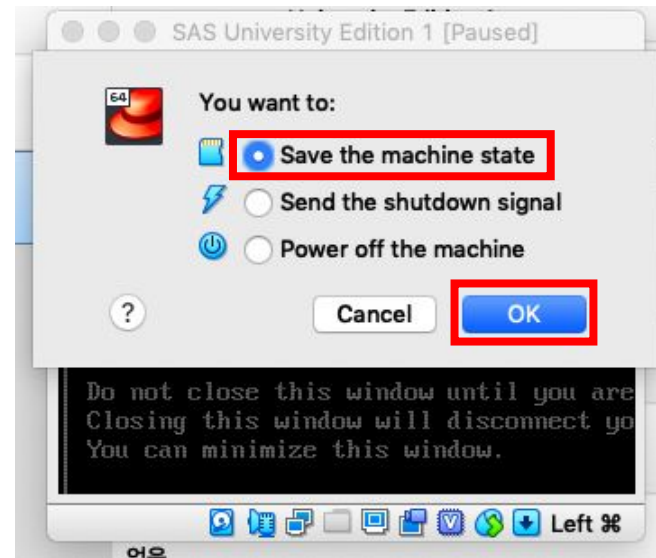 SAS University Edition 1 [Paused]
64
You want to:
Save the machine state
Send the shutdown signal
Power off the machine
?
Cancel
OK
Do not close this window until you are
Closing this window will disconnect yo
You can minimize this window.
V
Left ⌘